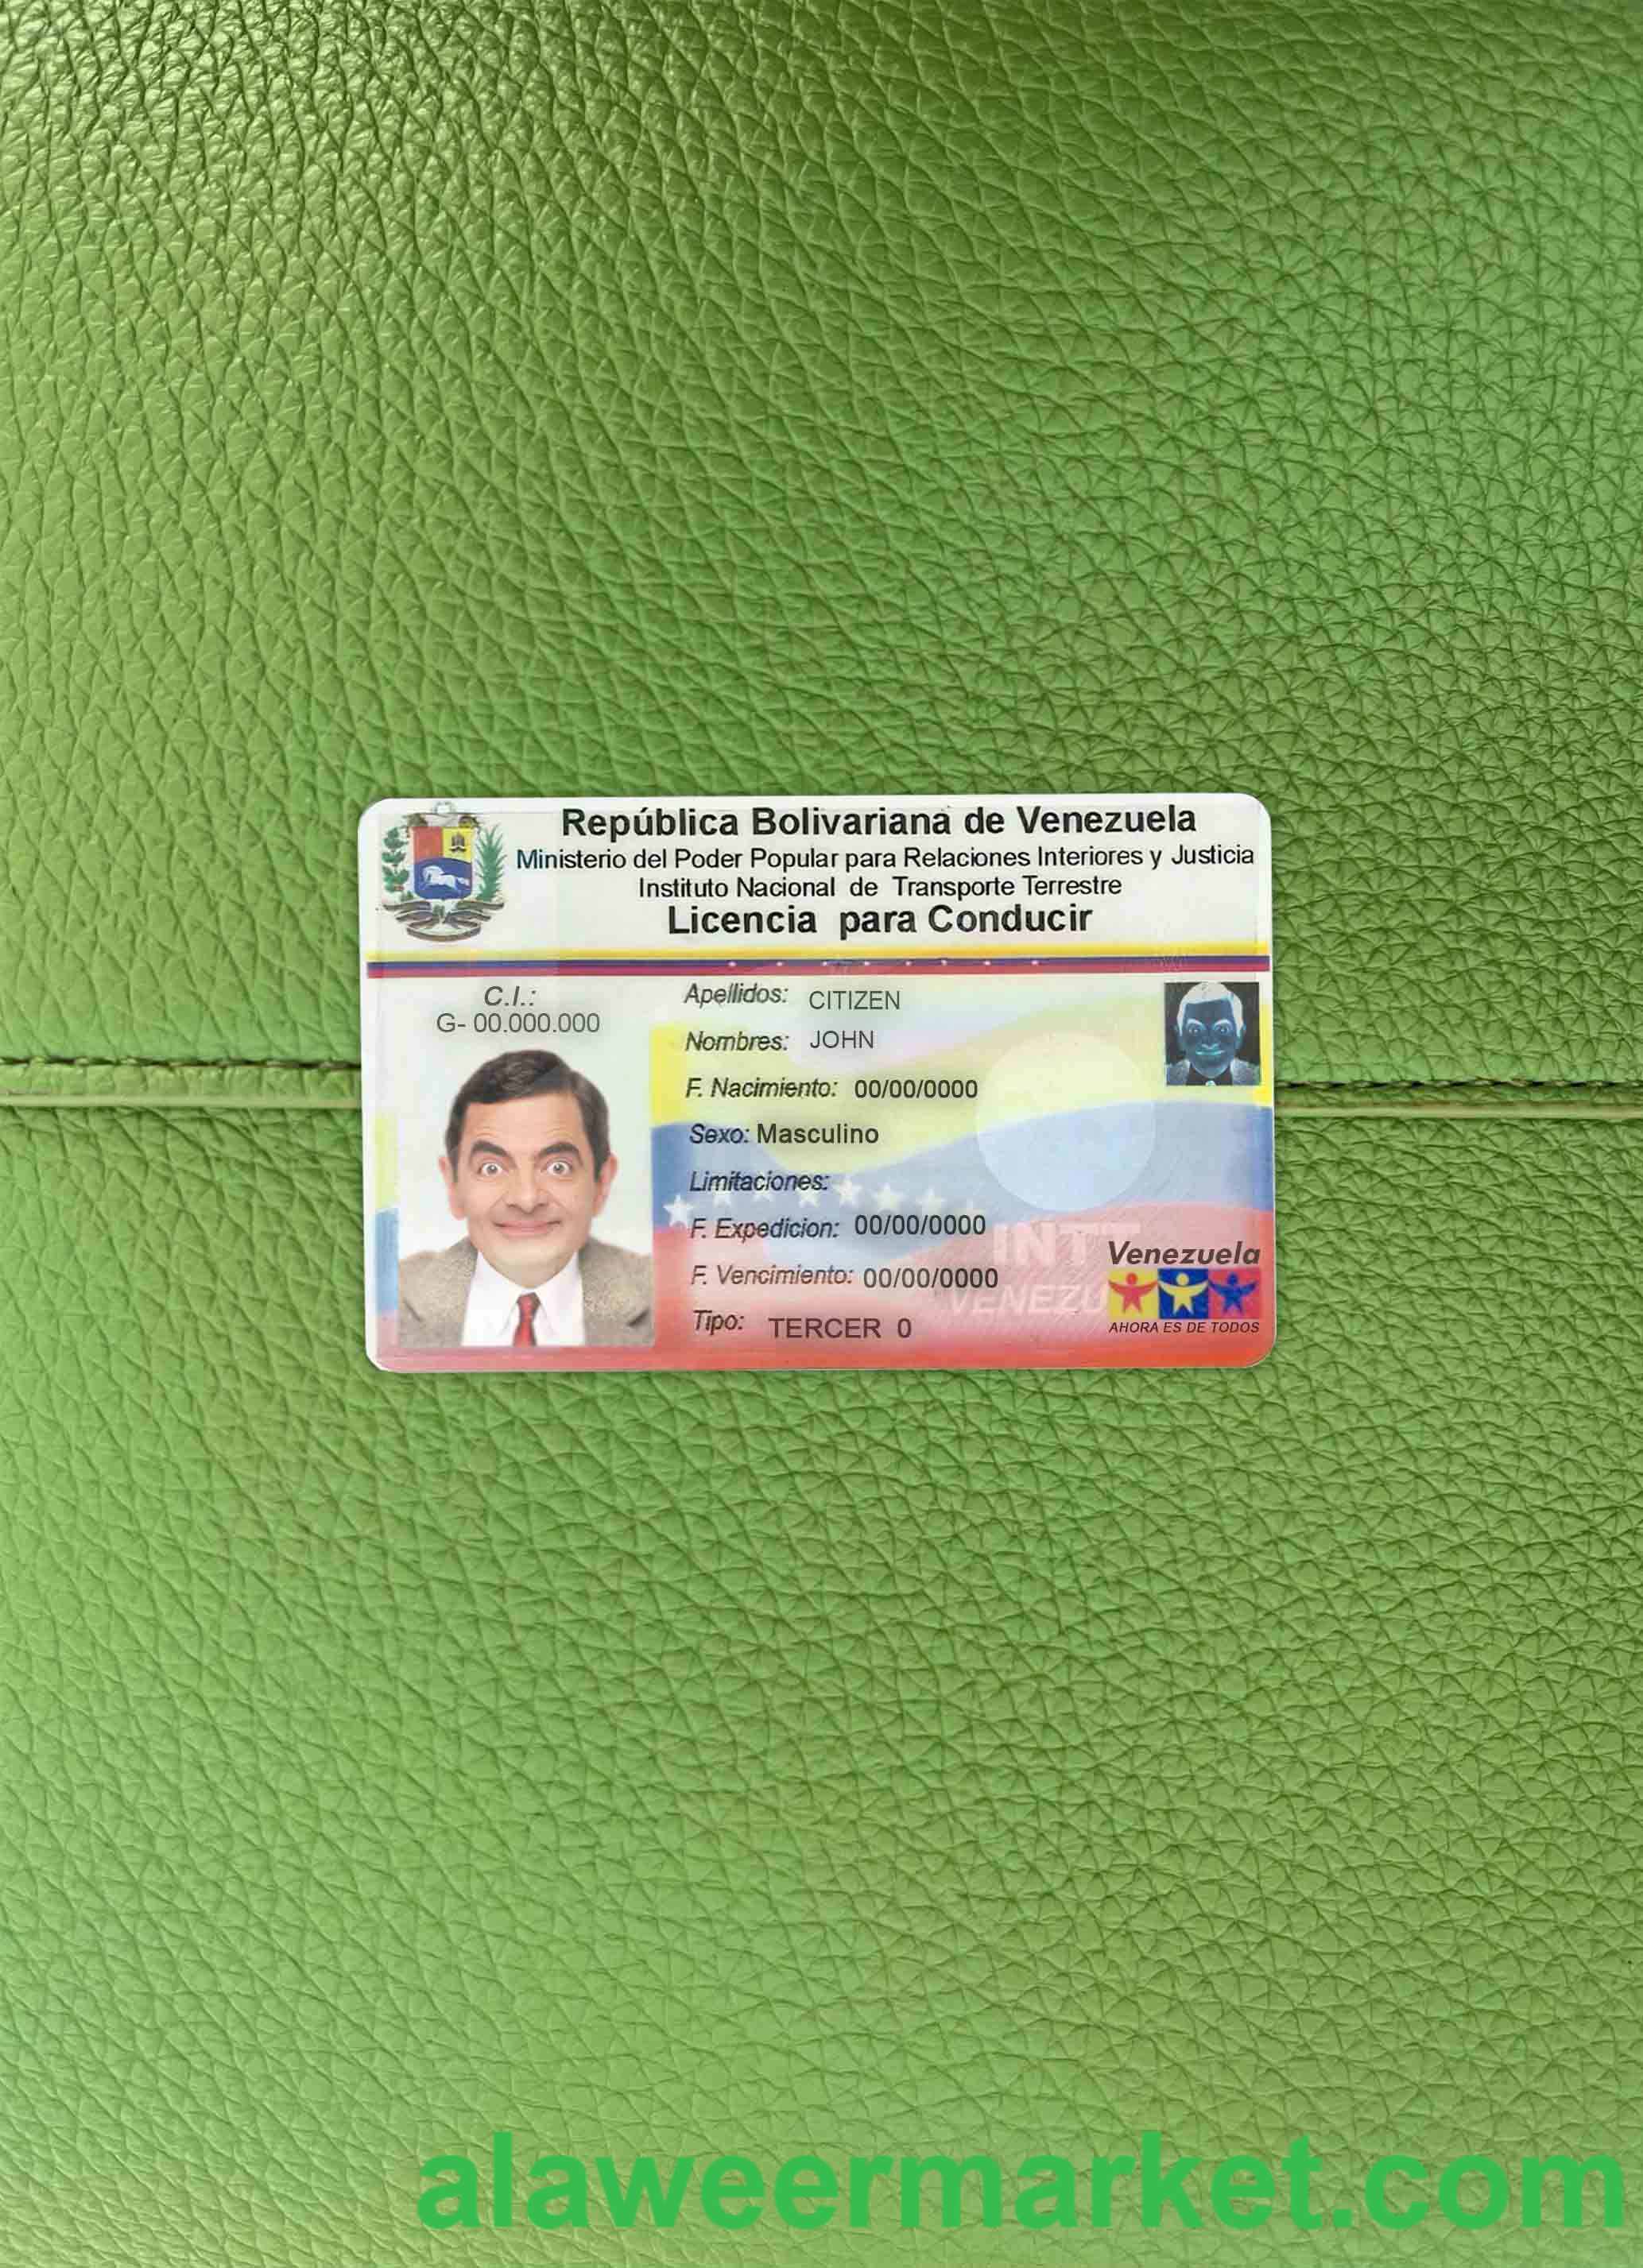 República Bolivariana de Venezuela
Ministerio del Poder Popular para Relaciones Interiores y Justicia
Instituto Nacional de Transporte Terrestre
Licencia para Conducir
C.I.:
G- 00.000.000
Apellidos: CITIZEN
Nombres: JOHN
F. Nacimiento: 00/00/0000
Sexo: Masculino
Limitaciones:
F. Expedicion: 00/00/0000
F. Vencimiento: 00/00/0000
Tipo: TERCER 0
INTT
VENEZU
Venezuela
AHORA ES DE TODOS
alaweermarket.com